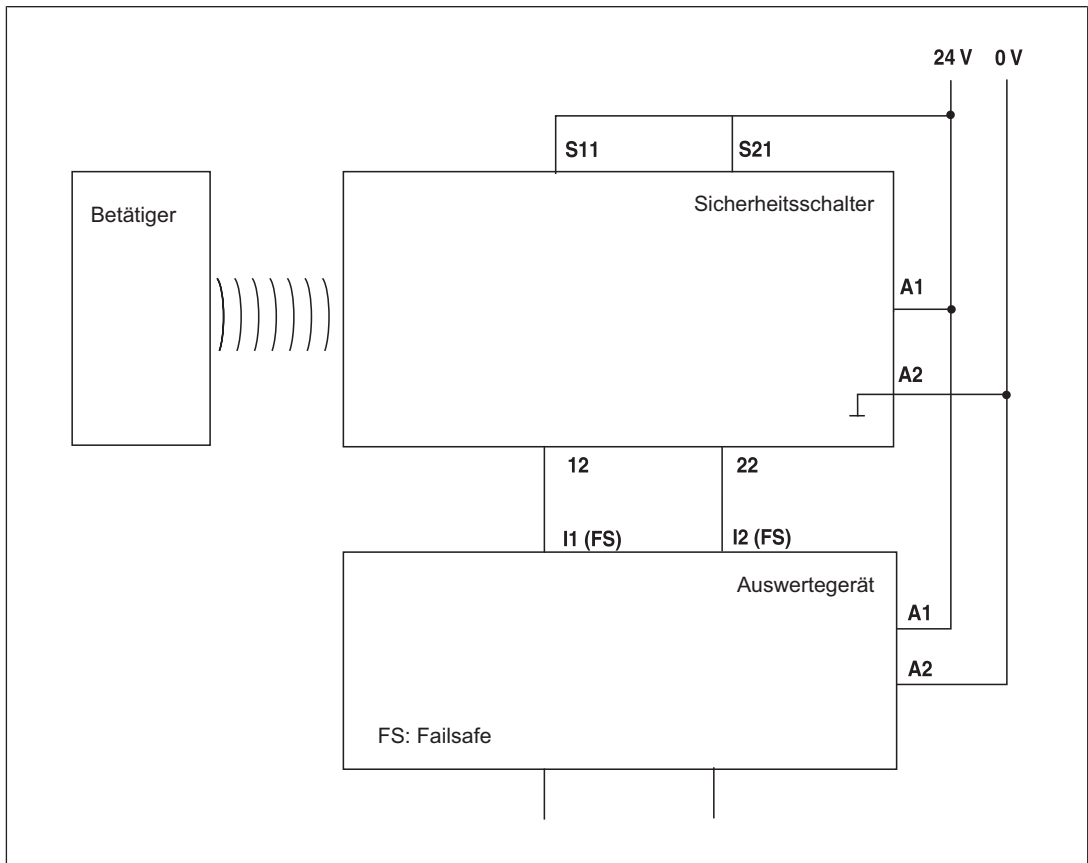 24 V 0 V
S11 S21
Betätiger
Sicherheitsschalter
A1
A2
12 22
I1 (FS) I2 (FS)
Auswertegerät
A1
A2
FS: Failsafe